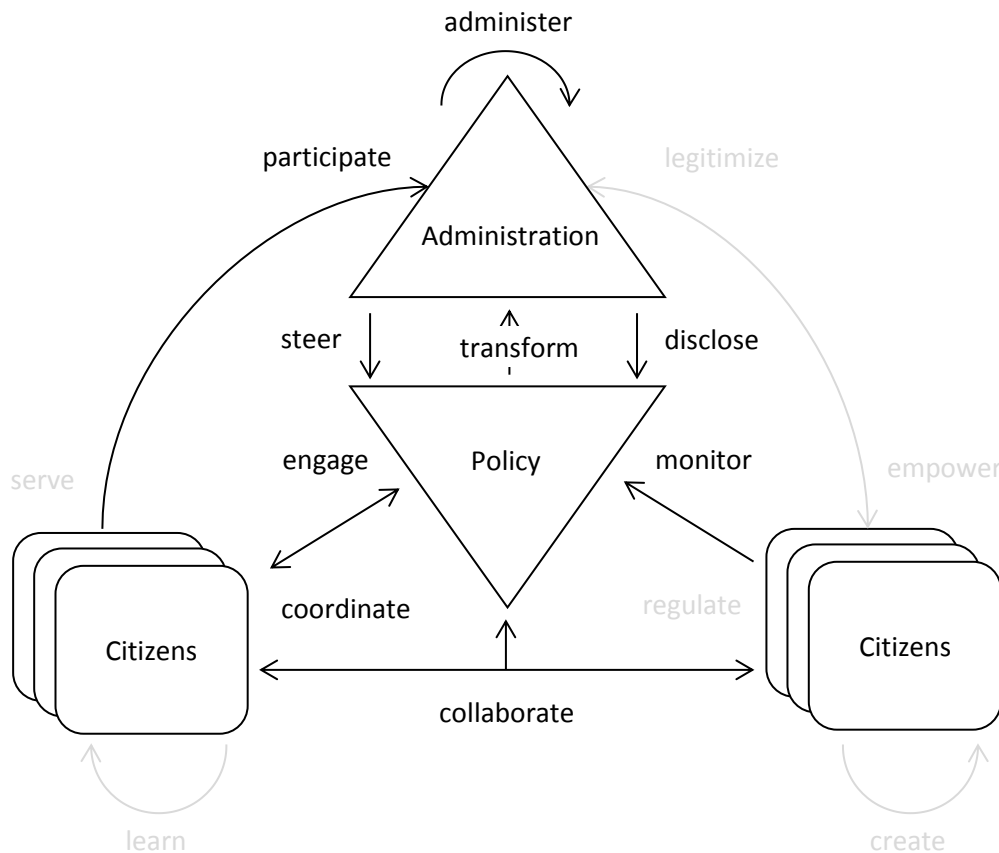 administer
participate
legitimize
Administration
steer
transform
disclose
engage
Policy
monitor
serve
empower
coordinate
regulate
Citizens
Citizens
collaborate
learn
create